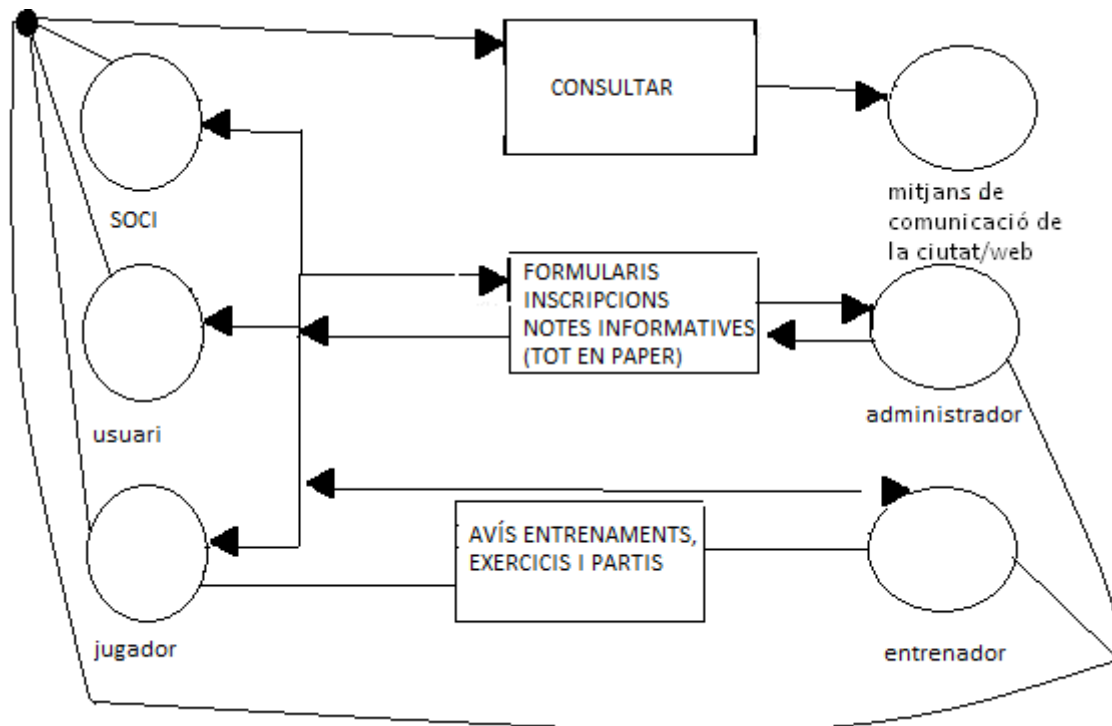 CONSULTAR
SOCI
mitjans de
comunicació de
la ciutat/web
FORMULARIS
INSCRIPCIONS
NOTES INFORMATIVES
(TOT EN PAPER)
usuari
administrador
AVÍS ENTRENAMENTS,
EXERCICIS I PARTIS
jugador
entrenador